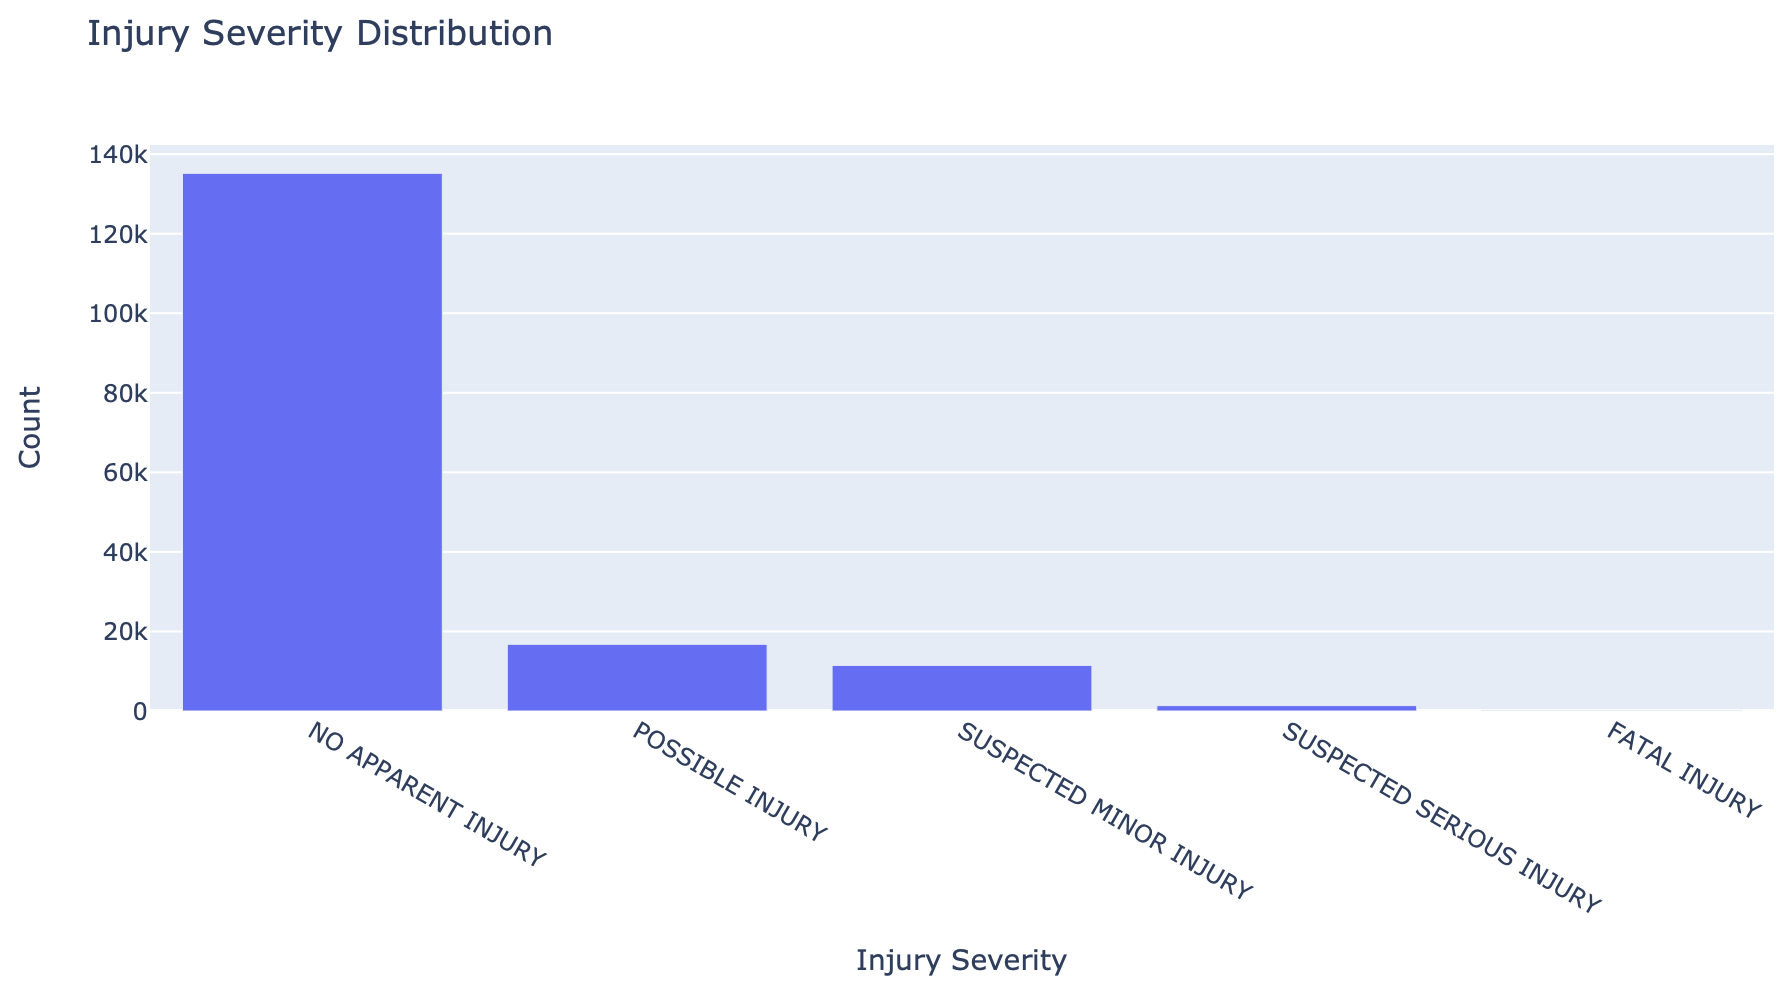 Injury Severity Distribution
140k
120k
100k
80k
60k
40k
20k
0
Count
NO APPARENT INJURY
POSSIBLE INJURY
SUSPECTED MINOR INJURY
SUSPECTED SERIOUS INJURY
FATAL INJURY
Injury Severity